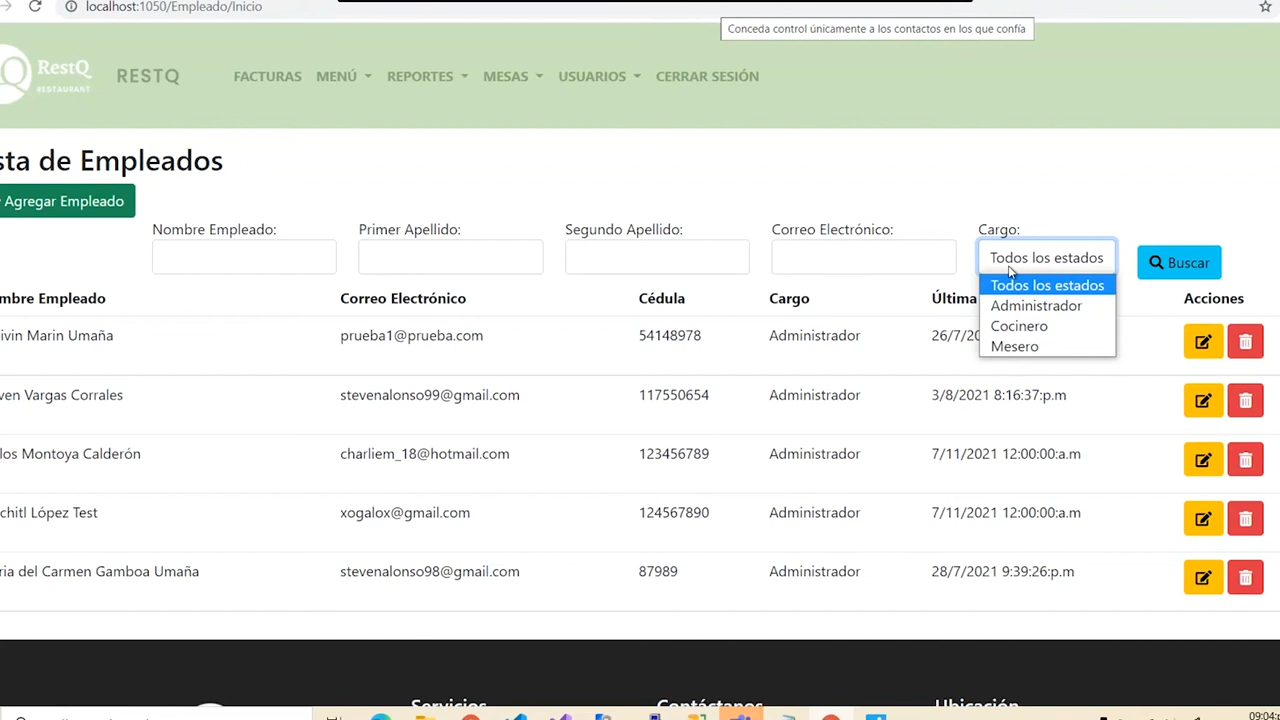 localhost:1050/Empleado/Inicio
Conceda control únicamente a los contactos en los que confía
RestQ
RESTAURANT
RESTQ
FACTURAS MENÚ REPORTES MESAS USUARIOS CERRAR SESIÓN
sta de Empleados
Agregar Empleado
Nombre Empleado: Primer Apellido: Segundo Apellido: Correo Electrónico: Cargo:
Todos los estados
Buscar
Todos los estados
Administrador
Cocinero
Mesero
mbre Empleado Correo Electrónico Cédula Cargo Última Acciones
ivin Marin Umaña prueba1@prueba.com 54148978 Administrador 26/7/20
ven Vargas Corrales stevenalonso99@gmail.com 117550654 Administrador 3/8/2021 8:16:37:p.m
los Montoya Calderón charliem_18@hotmail.com 123456789 Administrador 7/11/2021 12:00:00:a.m
chitl López Test xogalox@gmail.com 124567890 Administrador 7/11/2021 12:00:00:a.m
ria del Carmen Gamboa Umaña stevenalonso98@gmail.com 87989 Administrador 28/7/2021 9:39:26:p.m
Servicios Contáctanos Ubicación
09:04